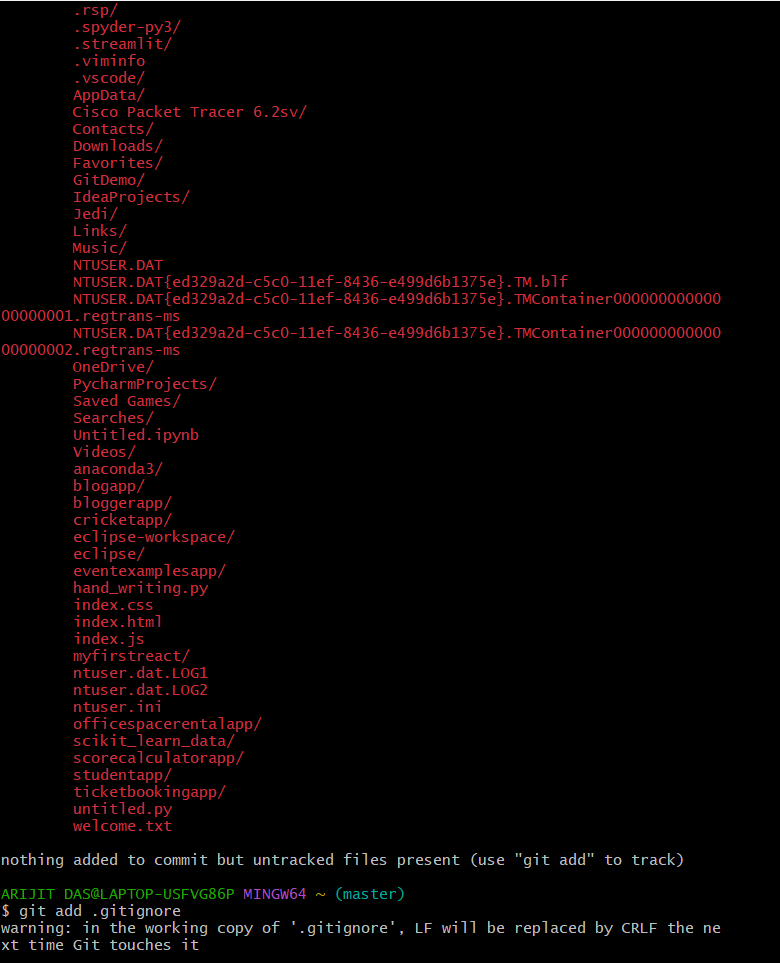 .rsp/
.spyder-py3/
.streamlit/
.viminfo
.vscode/
AppData/
Cisco Packet Tracer 6.2sv/
Contacts/
Downloads/
Favorites/
GitDemo/
IdeaProjects/
Jedi/
Links/
Music/
NTUSER.DAT
NTUSER.DAT{ed329a2d-c5c0-11ef-8436-e499d6b1375e}.TM.blf
NTUSER.DAT{ed329a2d-c5c0-11ef-8436-e499d6b1375e}.TMContainer000000000000
00000001.regtrans-ms
NTUSER.DAT{ed329a2d-c5c0-11ef-8436-e499d6b1375e}.TMContainer000000000000
00000002.regtrans-ms
OneDrive/
PycharmProjects/
Saved Games/
Searches/
Untitled.ipynb
Videos/
anaconda3/
blogapp/
bloggerapp/
cricketapp/
eclipse-workspace/
eclipse/
eventexamplesapp/
hand_writing.py
index.css
index.html
index.js
myfirstreact/
ntuser.dat.LOG1
ntuser.dat.LOG2
ntuser.ini
officespacerentalapp/
scikit_learn_data/
scorecalculatorapp/
studentapp/
ticketbookingapp/
untitled.py
welcome.txt
nothing added to commit but untracked files present (use "git add" to track)
ARIJIT DAS@LAPTOP-USFVG86P MINGW64 ~ (master)
$ git add .gitignore
warning: in the working copy of '.gitignore', LF will be replaced by CRLF the ne
xt time Git touches it